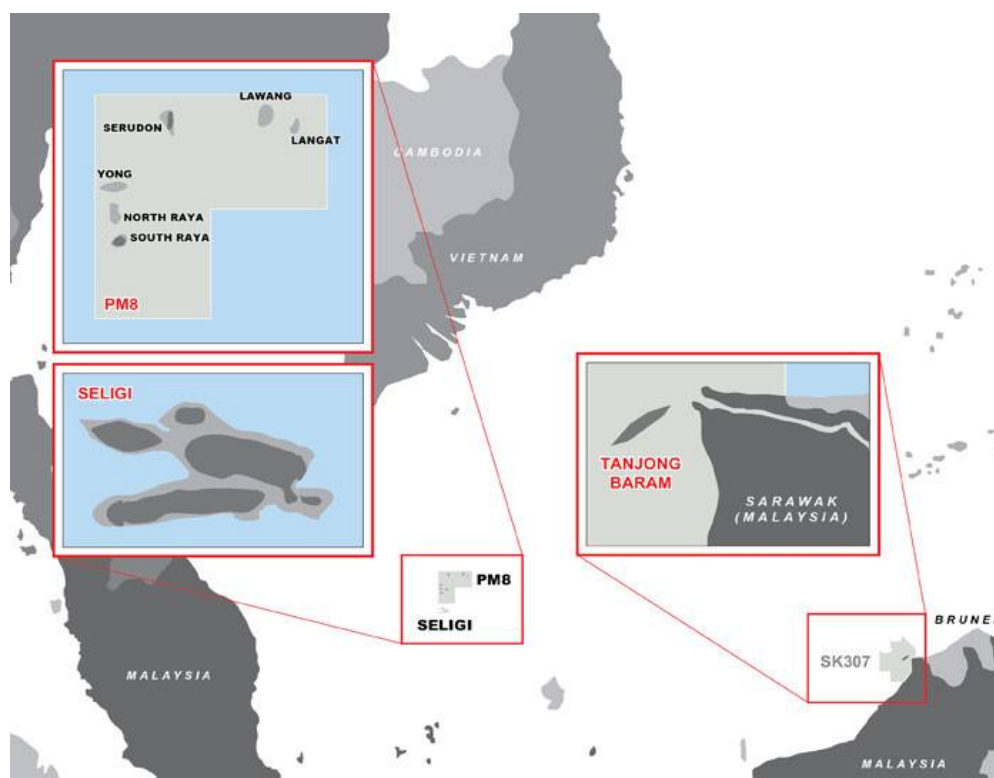 LAWANG
SERUDON
LANGAT
CAMBODIA
YONG
NORTH RAYA
SOUTH RAYA
VIETNAM
PM8
SELIGI
TANJONG
BARAM
SARAWAK
(MALAYSIA)
PM8
SELIGI
BRUNEI
SK307
MALAYSIA
MALAYSIA